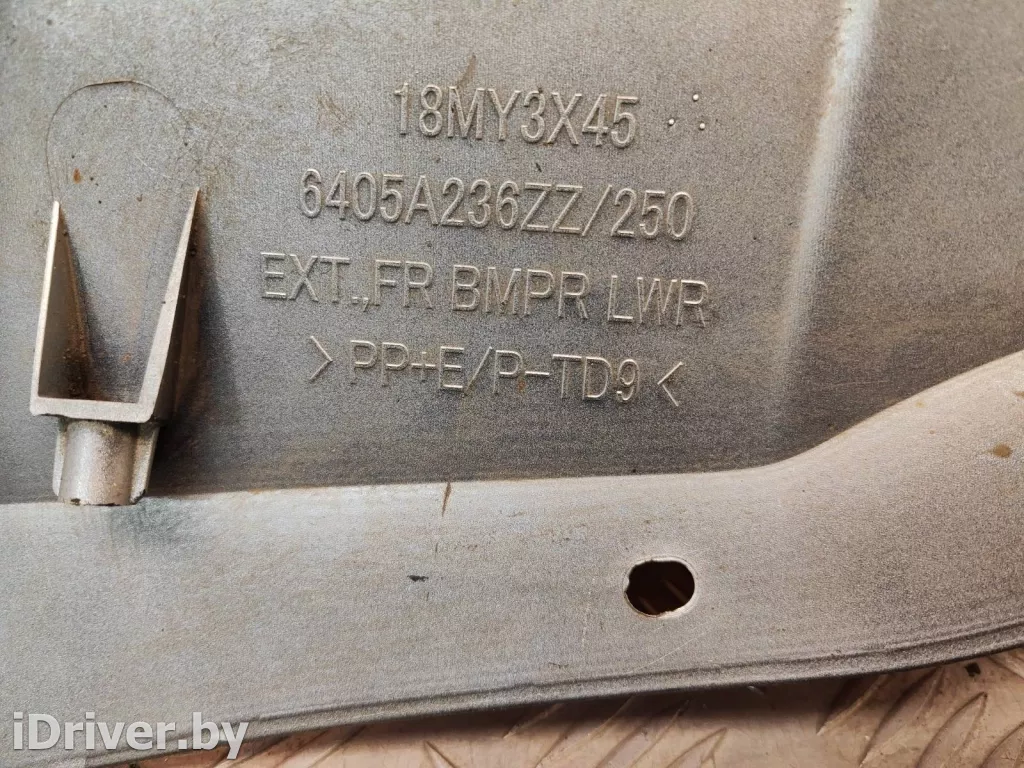 18MY3X45
6405A236ZZ/250
EXT.,FR BMPR LWR
>PP+E/P-TD9<
iDriver.by